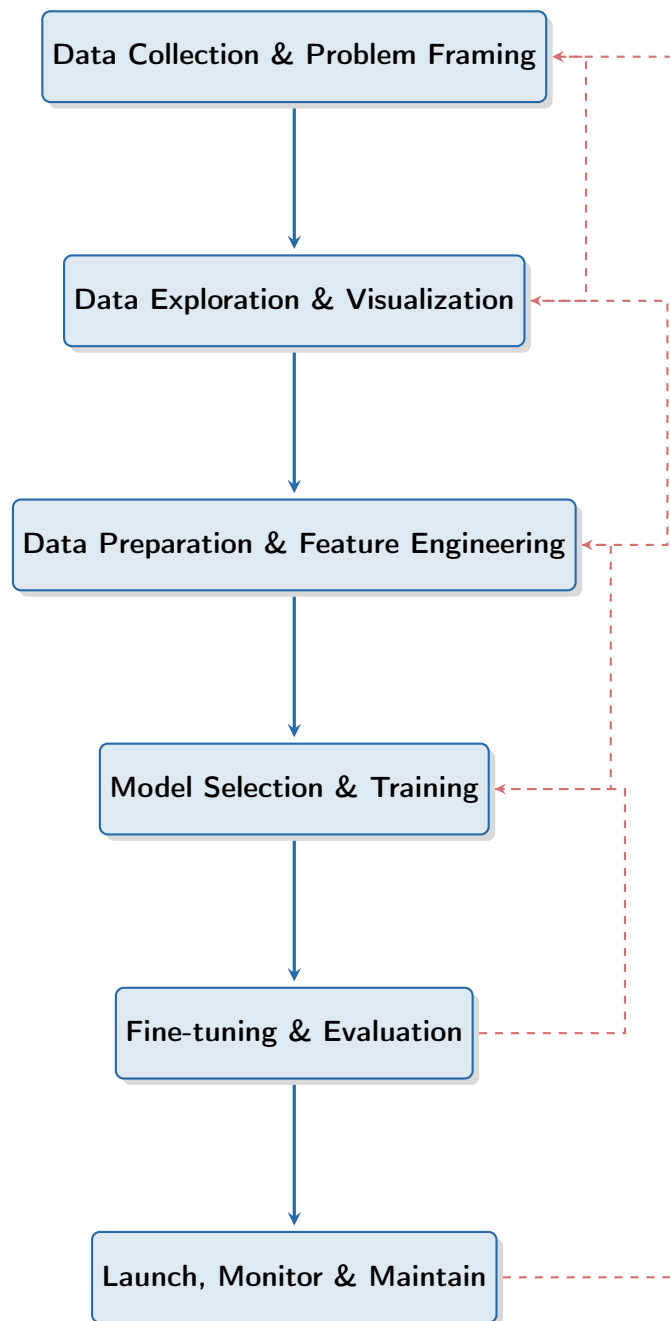 Data Collection & Problem Framing
Data Exploration & Visualization
Data Preparation & Feature Engineering
Model Selection & Training
Fine-tuning & Evaluation
Launch, Monitor & Maintain